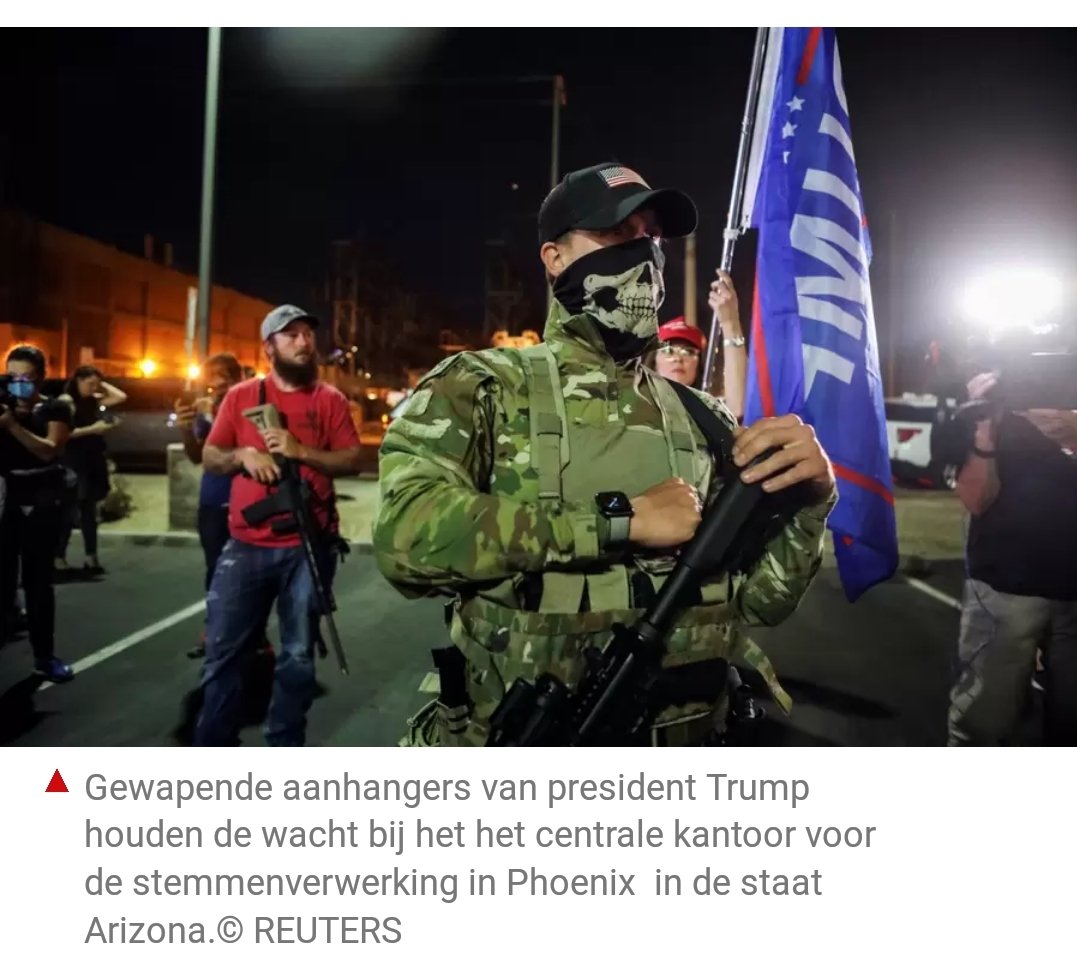 Gewapende aanhangers van president Trump
houden de wacht bij het het centrale kantoor voor
de stemmenverwerking in Phoenix in de staat
Arizona.© REUTERS